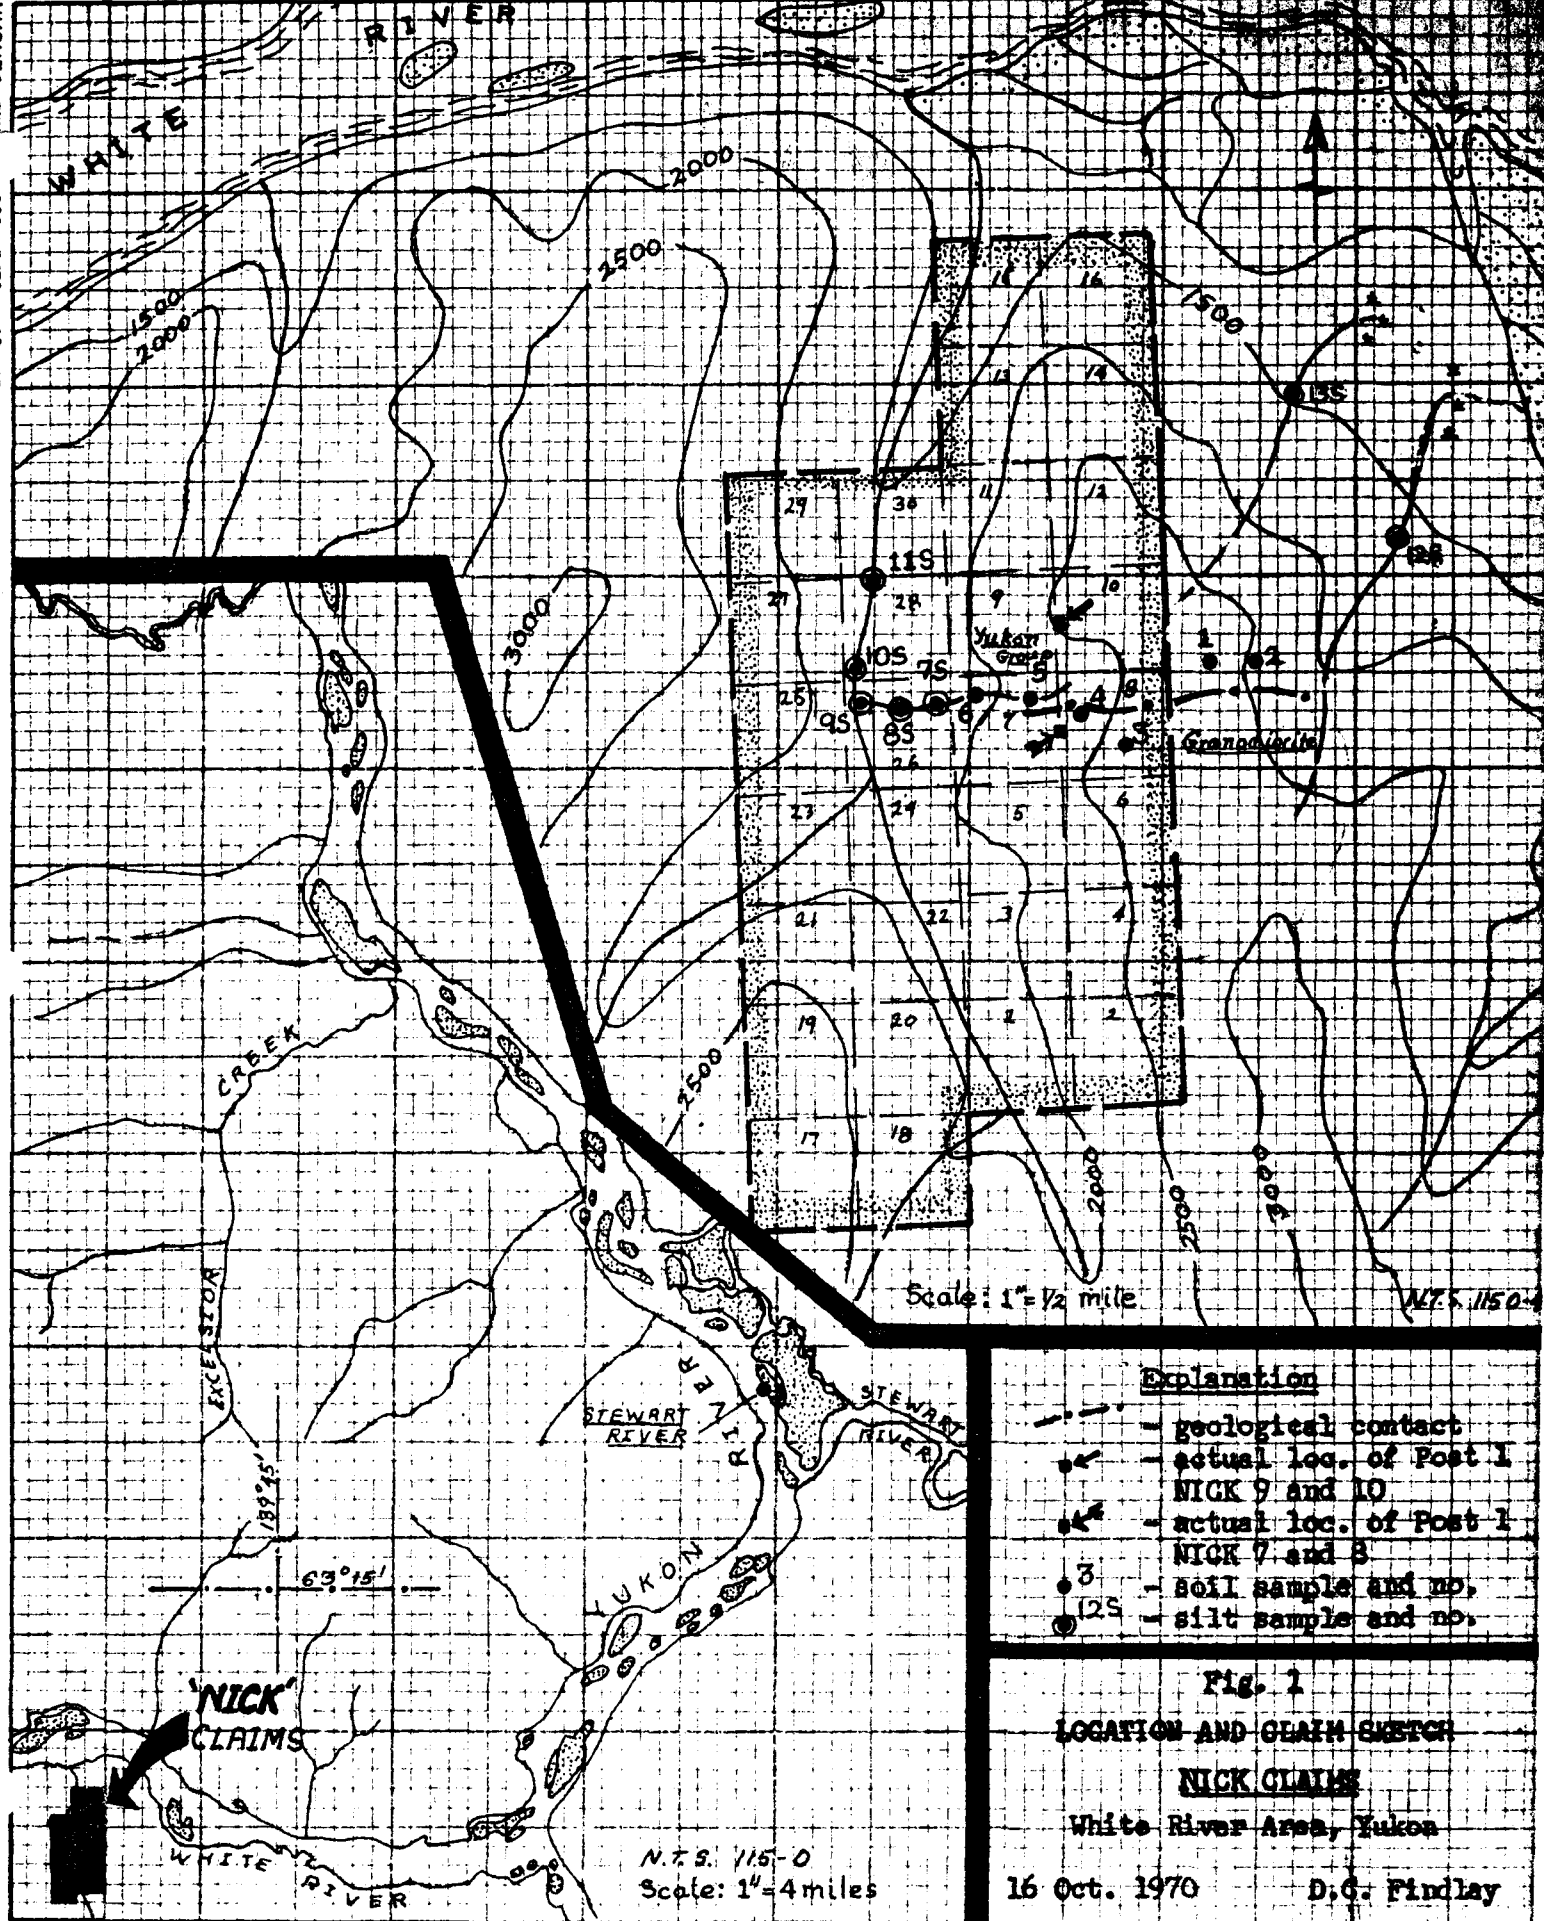 RIVER
WHITE
2000
2500
1500
2000
1500
3000
16
13
14
29
30
11
12
13S
12S
11S
27
28
9
10
Yukon
Group
1
2
10S
7S
5
25
9S
8S
6
7
4
8
Granodiorite
26
23
24
5
6
21
22
3
4
19
20
2
2500
17
18
2000
2500
3000
Scale: 1"=½ mile
N.T.S. 115O-
CREEK
EXCELSIOR
STEWART
RIVER
STEWART
RIVER
YUKON
RIVER
139°45'
63°15'
'NICK'
CLAIMS
WHITE
RIVER
N.T.S. 115-O
Scale: 1"=4 miles
Explanation
- geological contact
- actual loc. of Post 1
NICK 9 and 10
- actual loc. of Post 1
NICK 7 and 8
3 - soil sample and no.
12S - silt sample and no.
Fig. 1
LOCATION AND CLAIM SKETCH
NICK CLAIMS
White River Area, Yukon
16 Oct. 1970 D.C. Findlay